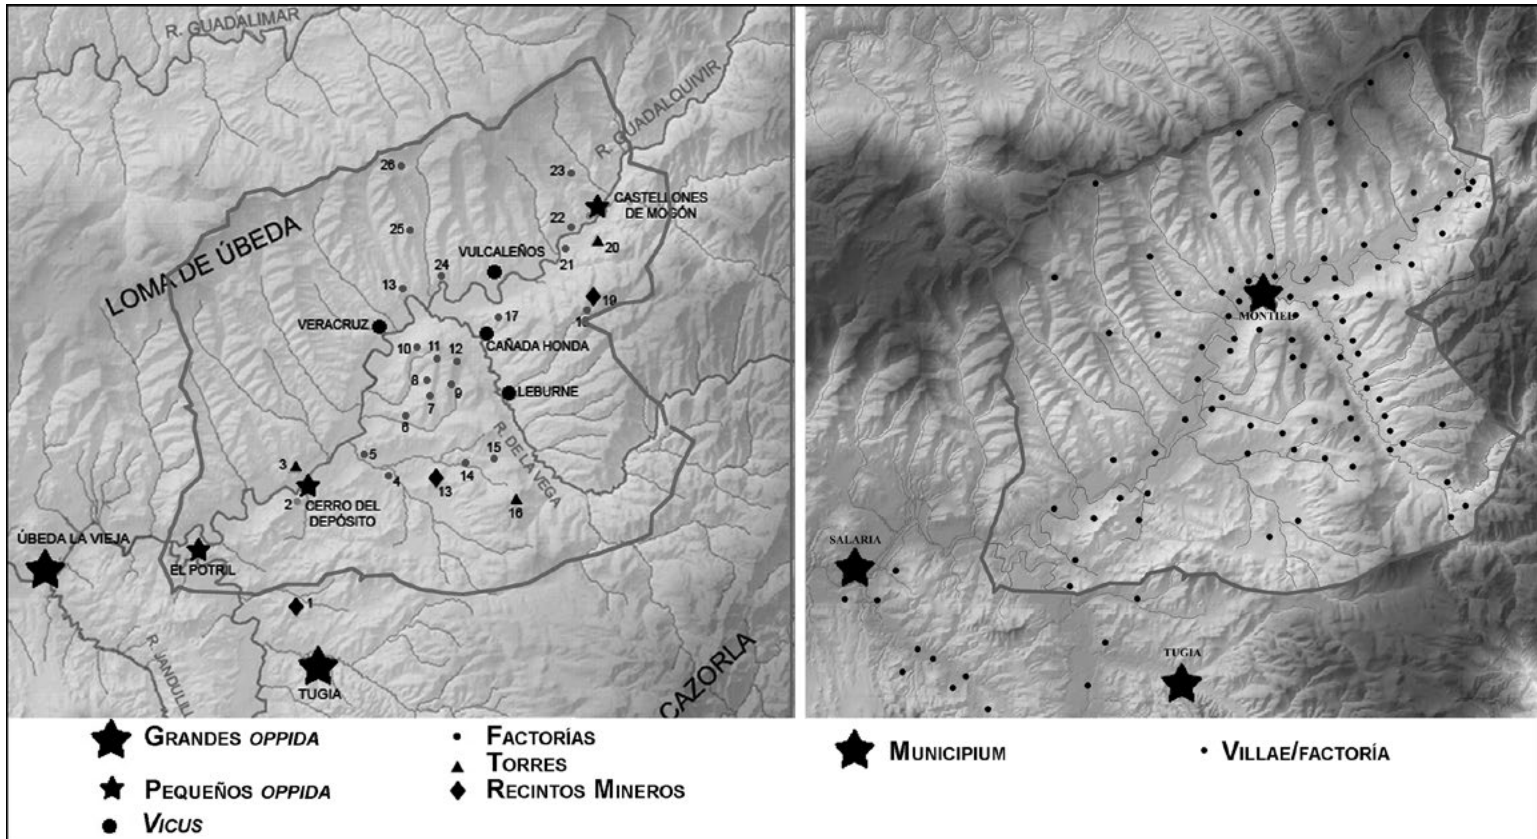 R. GUADALIMAR
R. GUADALQUIVIR
26
23
CASTELLONES
DE MOGÓN
LOMA DE ÚBEDA
25
22
20
VULCALEÑOS
21
24
13
19
VERACRUZ
17
CAÑADA HONDA
10
11
12
8
9
LEBURNE
7
6
R. DE LA VEGA
5
15
3
4
14
13
2
CERRO DEL
DEPÓSITO
16
ÚBEDA LA VIEJA
EL POTRIL
1
R. JANDULILL
TUGIA
CAZORLA
MONTIEL
SALARIA
TUGIA
GRANDES OPPIDA
PEQUEÑOS OPPIDA
VICUS
FACTORÍAS
TORRES
RECINTOS MINEROS
MUNICIPIUM
VILLAE/FACTORÍA